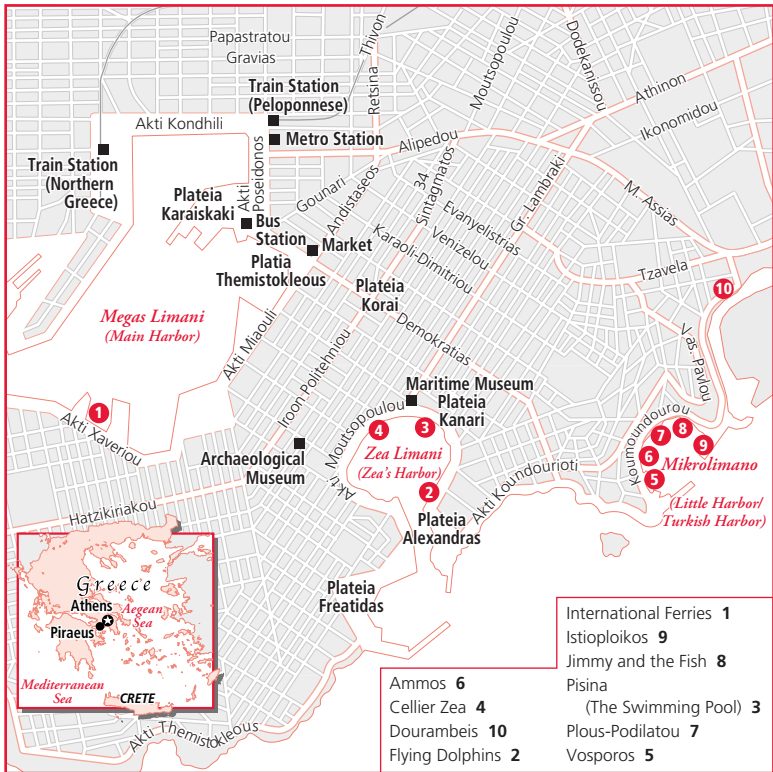 Papastratou
Gravias
Thivon
Retsina
Moutsopoulou
Dodekanissou
Athinon
Ikonomidou
Train Station
(Peloponnese)
Akti Kondhili
Metro Station
Alipedou
Train Station
(Northern
Greece)
Akti
Poseidonos
Plateia
Karaiskaki
Gounari
Andistaseos
34
Sintagmatos
Gr. Lambraki
M. Assias
Bus
Station
Market
Platia
Themistokleous
Evanyelistrias
Venizelou
Karaoli-Dimitriou
Tzavela
10
Plateia
Korai
Megas Limani
(Main Harbor)
Akti Miaouli
Demokratias
Vas. Pavlou
Iroon-Politehniou
1
Akti Xaveriou
Maritime Museum
Plateia
Kanari
Akti Moutsopoulou
4
3
Zea Limani
(Zea's Harbor)
2
Archaeological
Museum
Koumoundourou
7
8
9
6
5
Mikrolimano
(Little Harbor/
Turkish Harbor)
Akti Koundourioti
Hatzikiriakou
Plateia
Alexandras
Plateia
Freatidas
Greece
Athens
Aegean
Sea
Piraeus
Mediterranean
Sea
CRETE
Akti Themistokleous
Ammos 6
Cellier Zea 4
Dourambeis 10
Flying Dolphins 2
International Ferries 1
Istioploikos 9
Jimmy and the Fish 8
Pisina
(The Swimming Pool) 3
Plous-Podilatou 7
Vosporos 5